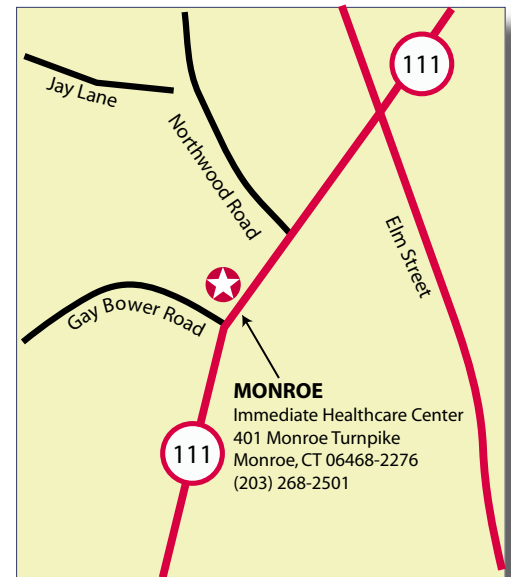 111
Jay Lane
Northwood Road
Elm Street
Gay Bower Road
MONROE
Immediate Healthcare Center
401 Monroe Turnpike
Monroe, CT 06468-2276
(203) 268-2501
111